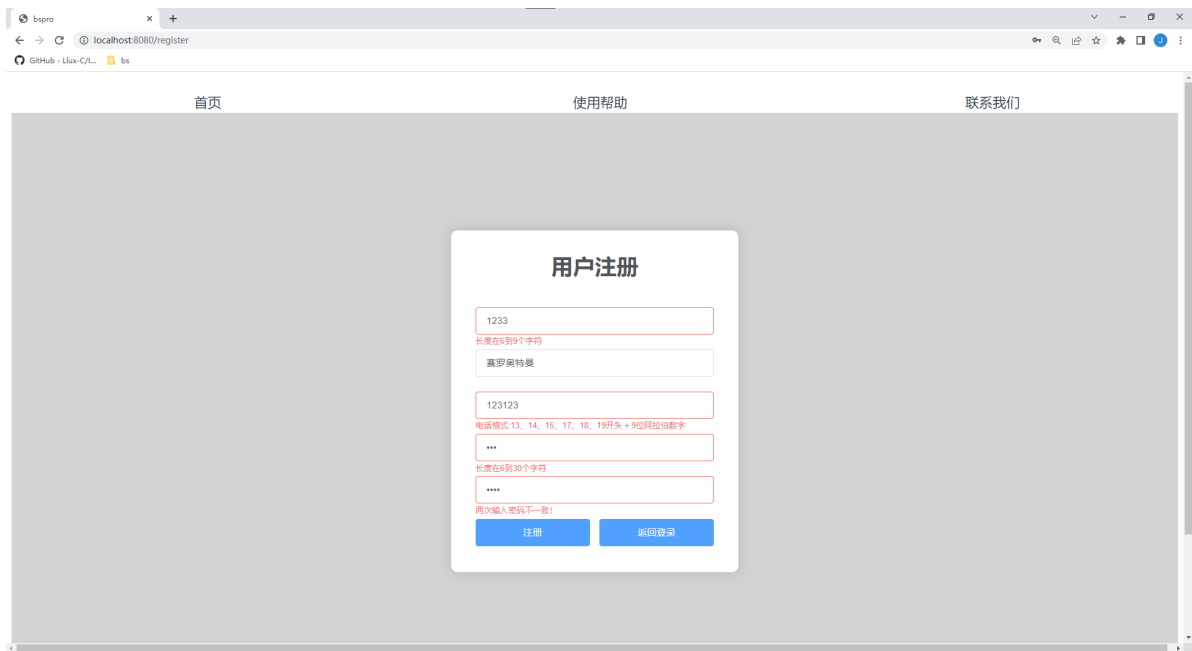 bspro
localhost:8080/register
GitHub - Llux-C/l...
bs
J
首页 使用帮助 联系我们
用户注册
1233
长度在6到9个字符
赛罗奥特曼
123123
电话格式:13、14、15、17、18、19开头 + 9位阿拉伯数字
•••
长度在6到30个字符
••••
两次输入密码不一致!
注册 返回登录